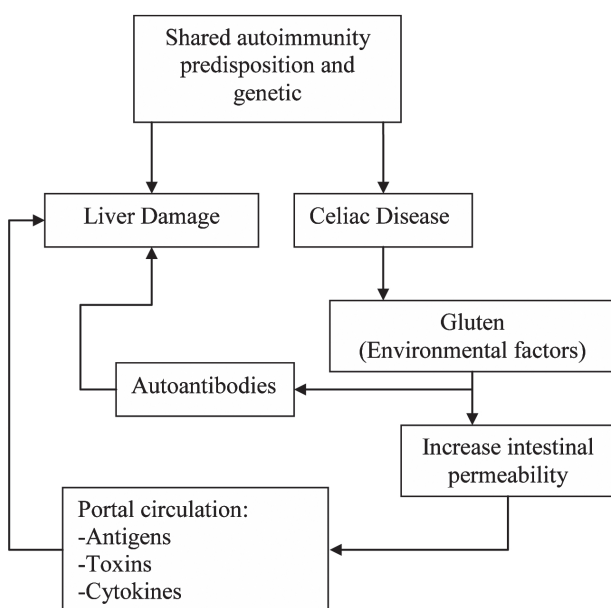 Shared autoimmunity
predisposition and
genetic
Liver Damage
Celiac Disease
Gluten
(Environmental factors)
Autoantibodies
Increase intestinal
permeability
Portal circulation:
-Antigens
-Toxins
-Cytokines